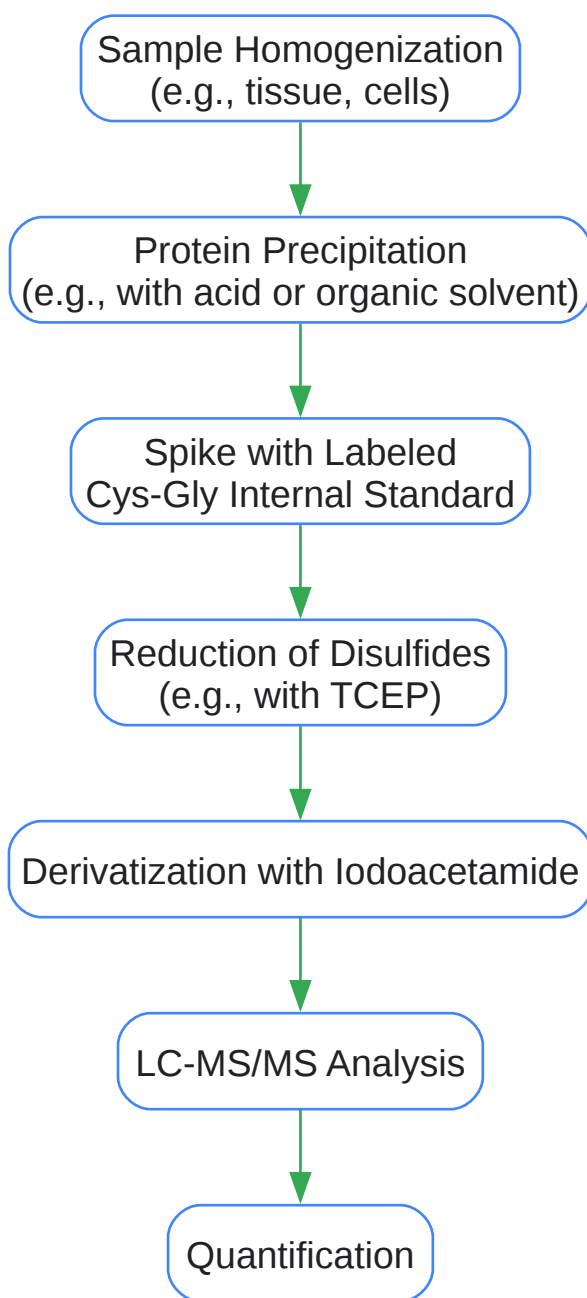 Sample Homogenization
(e.g., tissue, cells)
Protein Precipitation
(e.g., with acid or organic solvent)
Spike with Labeled
Cys-Gly Internal Standard
Reduction of Disulfides
(e.g., with TCEP)
Derivatization with Iodoacetamide
LC-MS/MS Analysis
Quantification